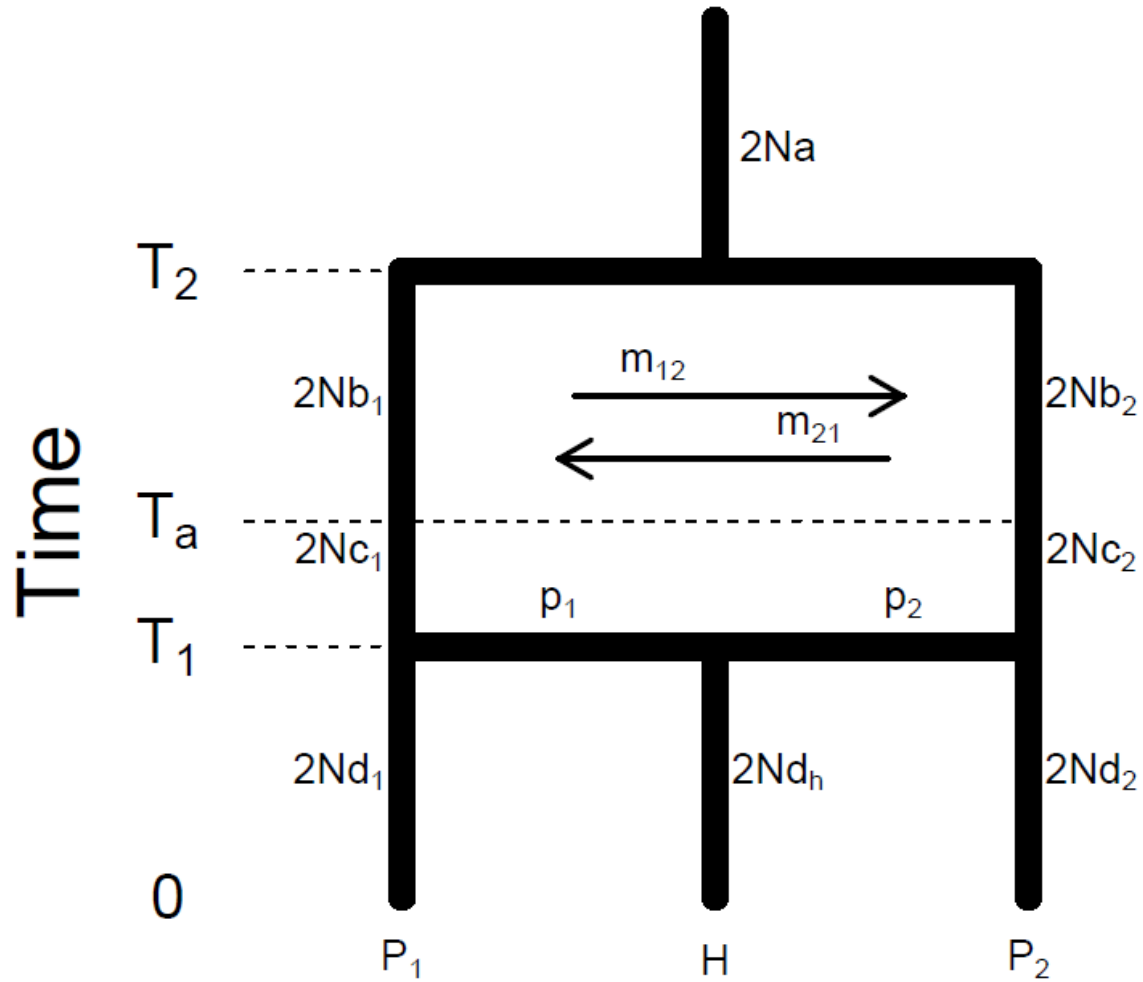 2Na
T₂
m₁₂
2Nb₁
2Nb₂
m₂₁
Time
Tₐ
2Nc₁
2Nc₂
p₁
p₂
T₁
2Nd₁
2Ndₕ
2Nd₂
0
P₁
H
P₂